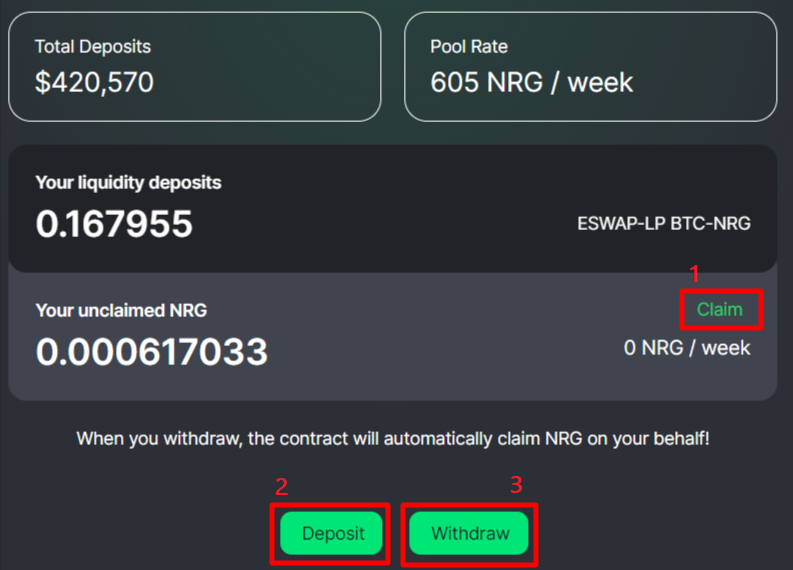 Total Deposits
$420,570
Pool Rate
605 NRG / week
Your liquidity deposits
0.167955
ESWAP-LP BTC-NRG
1
Your unclaimed NRG
Claim
0.000617033
0 NRG / week
When you withdraw, the contract will automatically claim NRG on your behalf!
2
3
Deposit
Withdraw